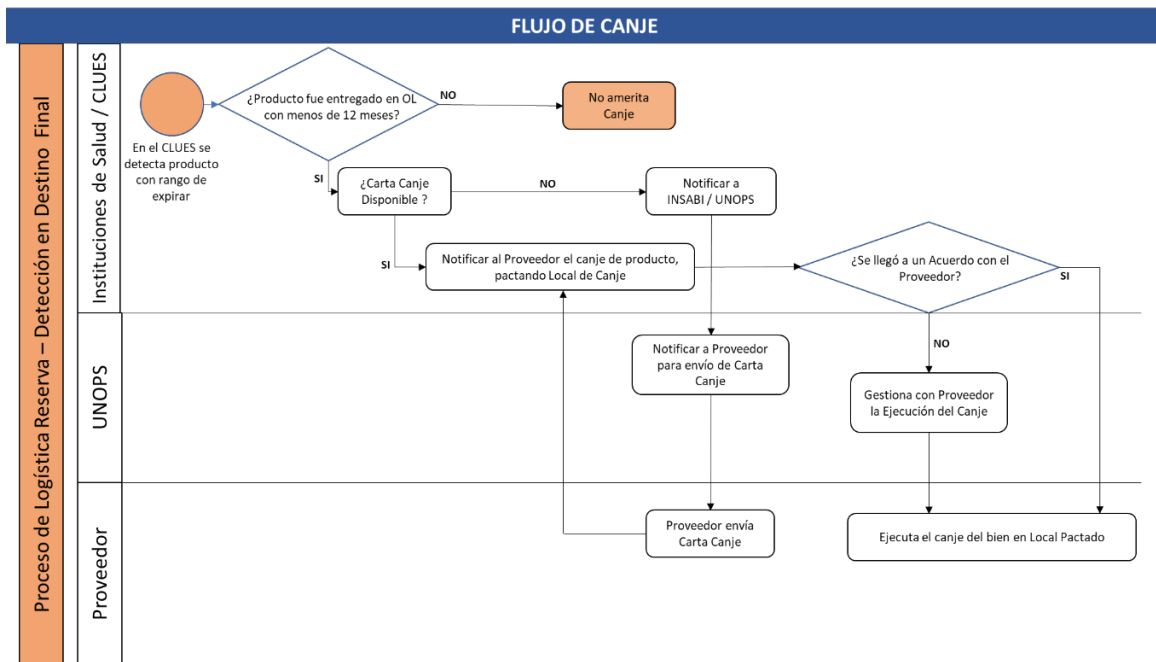 FLUJO DE CANJE
Proceso de Logística Reserva – Detección en Destino Final
Instituciones de Salud / CLUES
En el CLUES se
detecta producto
con rango de
expirar
¿Producto fue entregado en OL
con menos de 12 meses?
NO
No amerita
Canje
SI
¿Carta Canje
Disponible ?
NO
Notificar a
INSABI / UNOPS
SI
Notificar al Proveedor el canje de producto,
pactando Local de Canje
¿Se llegó a un Acuerdo con el
Proveedor?
SI
NO
UNOPS
Notificar a Proveedor
para envío de Carta
Canje
Gestiona con Proveedor
la Ejecución del Canje
Proveedor
Proveedor envía
Carta Canje
Ejecuta el canje del bien en Local Pactado